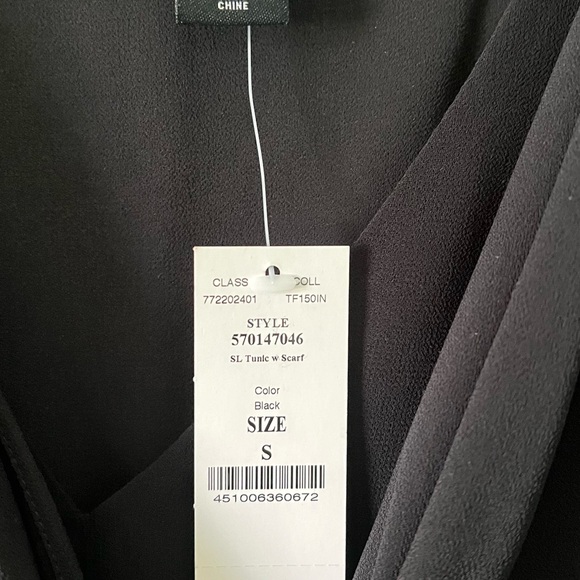 CHINE
CLASS COLL
772202401 TF150IN
STYLE
570147046
SL Tunic w Scarf
Color
Black
SIZE
S
451006360672